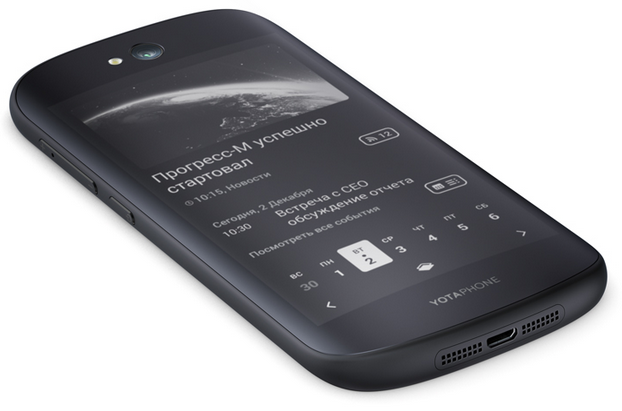 Прогресс-М успешно
стартовал
12
10:15, Новости
Сегодня, 2 Декабря
10:30 Встреча с CEO
обсуждение отчета
Посмотреть все события
ВС ПН ВТ СР ЧТ ПТ СБ
30 1 2 3 4 5 6
< >
YOTAPHONE